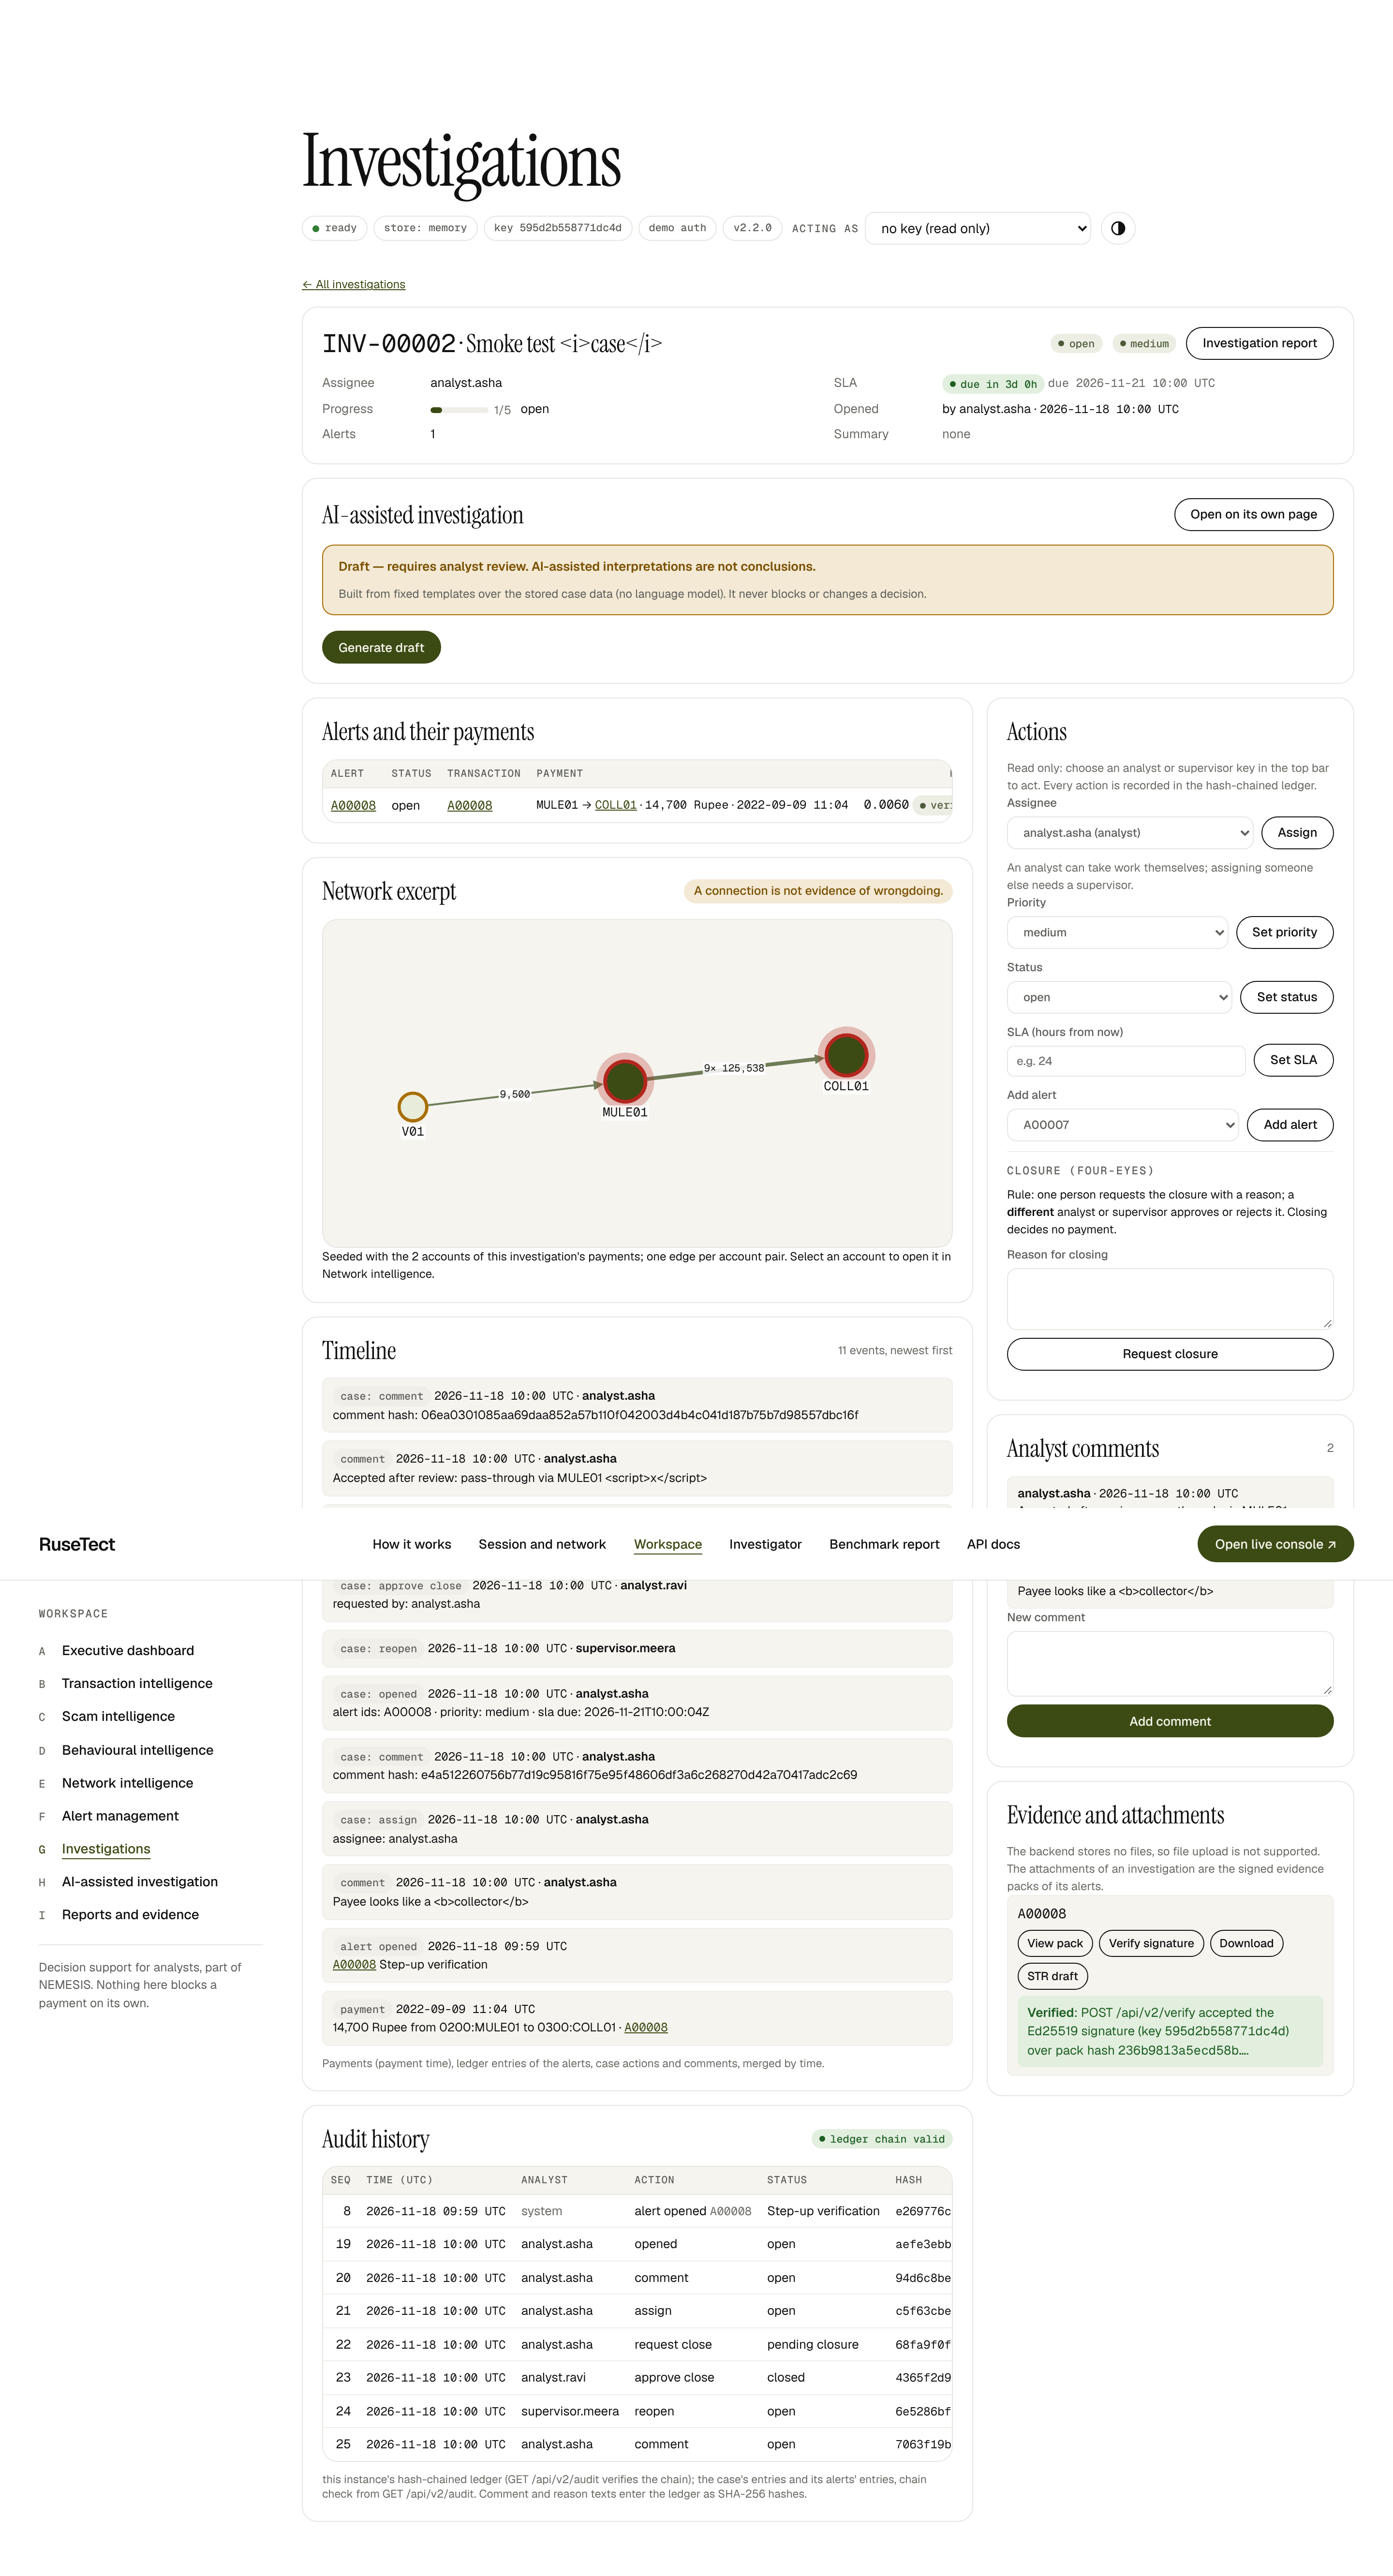 Investigations
ready
store: memory
key 595d2b558771dc4d
demo auth
v2.2.0
ACTING AS
no key (read only)
← All investigations
INV-00002 · Smoke test <i>case</i>
open
medium
Investigation report
Assignee
analyst.asha
SLA
due in 3d 0h due 2026-11-21 10:00 UTC
Progress
1/5 open
Opened
by analyst.asha · 2026-11-18 10:00 UTC
Alerts
1
Summary
none
AI-assisted investigation
Open on its own page
Draft — requires analyst review. AI-assisted interpretations are not conclusions.
Built from fixed templates over the stored case data (no language model). It never blocks or changes a decision.
Generate draft
Alerts and their payments
ALERT STATUS TRANSACTION PAYMENT
A00008 open A00008 MULE01 → COLL01 · 14,700 Rupee · 2022-09-09 11:04 0.0060
Network excerpt
A connection is not evidence of wrongdoing.
9,500
9× 125,538
V01
MULE01
COLL01
Seeded with the 2 accounts of this investigation's payments; one edge per account pair. Select an account to open it in
Network intelligence.
Timeline
11 events, newest first
case: comment 2026-11-18 10:00 UTC · analyst.asha
comment hash: 06ea0301085aa69daa852a57b110f042003d4b4c041d187b75b7d98557dbc16f
comment 2026-11-18 10:00 UTC · analyst.asha
Accepted after review: pass-through via MULE01 <script>x</script>
Actions
Read only: choose an analyst or supervisor key in the top bar
to act. Every action is recorded in the hash-chained ledger.
Assignee
analyst.asha (analyst)
Assign
An analyst can take work themselves; assigning someone
else needs a supervisor.
Priority
medium
Set priority
Status
open
Set status
SLA (hours from now)
e.g. 24
Set SLA
Add alert
A00007
Add alert
CLOSURE (FOUR-EYES)
Rule: one person requests the closure with a reason; a
different analyst or supervisor approves or rejects it. Closing
decides no payment.
Reason for closing
Request closure
Analyst comments
2
analyst.asha · 2026-11-18 10:00 UTC
RuseTect
How it works
Session and network
Workspace
Investigator
Benchmark report
API docs
Open live console ↗
WORKSPACE
A Executive dashboard
B Transaction intelligence
C Scam intelligence
D Behavioural intelligence
E Network intelligence
F Alert management
G Investigations
H AI-assisted investigation
I Reports and evidence
Decision support for analysts, part of
NEMESIS. Nothing here blocks a
payment on its own.
case: approve close 2026-11-18 10:00 UTC · analyst.ravi
requested by: analyst.asha
case: reopen 2026-11-18 10:00 UTC · supervisor.meera
case: opened 2026-11-18 10:00 UTC · analyst.asha
alert ids: A00008 · priority: medium · sla due: 2026-11-21T10:00:04Z
case: comment 2026-11-18 10:00 UTC · analyst.asha
comment hash: e4a512260756b77d19c95816f75e95f48606df3a6c268270d42a70417adc2c69
case: assign 2026-11-18 10:00 UTC · analyst.asha
assignee: analyst.asha
comment 2026-11-18 10:00 UTC · analyst.asha
Payee looks like a <b>collector</b>
alert opened 2026-11-18 09:59 UTC
A00008 Step-up verification
payment 2022-09-09 11:04 UTC
14,700 Rupee from 0200:MULE01 to 0300:COLL01 · A00008
Payments (payment time), ledger entries of the alerts, case actions and comments, merged by time.
Payee looks like a <b>collector</b>
New comment
Add comment
Evidence and attachments
The backend stores no files, so file upload is not supported.
The attachments of an investigation are the signed evidence
packs of its alerts.
A00008
View pack
Verify signature
Download
STR draft
Verified: POST /api/v2/verify accepted the
Ed25519 signature (key 595d2b558771dc4d)
over pack hash 236b9813a5ecd58b….
Audit history
ledger chain valid
SEQ TIME (UTC) ANALYST ACTION STATUS HASH
8 2026-11-18 09:59 UTC system alert opened A00008 Step-up verification e269776c
19 2026-11-18 10:00 UTC analyst.asha opened open aefe3ebb
20 2026-11-18 10:00 UTC analyst.asha comment open 94d6c8be
21 2026-11-18 10:00 UTC analyst.asha assign open c5f63cbe
22 2026-11-18 10:00 UTC analyst.asha request close pending closure 68fa9f0f
23 2026-11-18 10:00 UTC analyst.ravi approve close closed 4365f2d9
24 2026-11-18 10:00 UTC supervisor.meera reopen open 6e5286bf
25 2026-11-18 10:00 UTC analyst.asha comment open 7063f19b
this instance's hash-chained ledger (GET /api/v2/audit verifies the chain); the case's entries and its alerts' entries, chain
check from GET /api/v2/audit. Comment and reason texts enter the ledger as SHA-256 hashes.